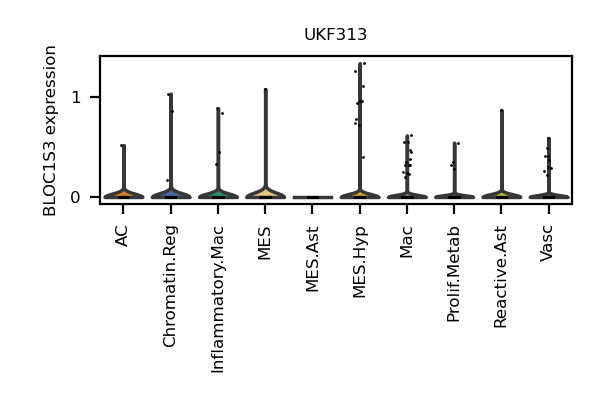 UKF313
BLOC1S3 expression
1
0
AC
Chromatin.Reg
Inflammatory.Mac
MES
MES.Ast
MES.Hyp
Mac
Prolif.Metab
Reactive.Ast
Vasc